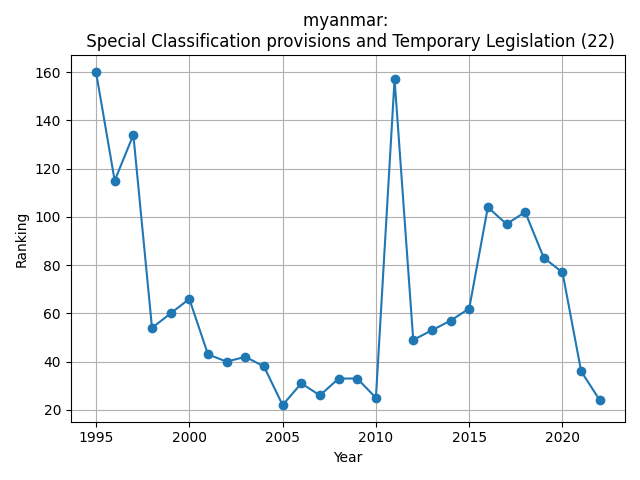 myanmar:
Special Classification provisions and Temporary Legislation (22)
160
140
120
100
80
60
40
20
Ranking
1995 2000 2005 2010 2015 2020
Year